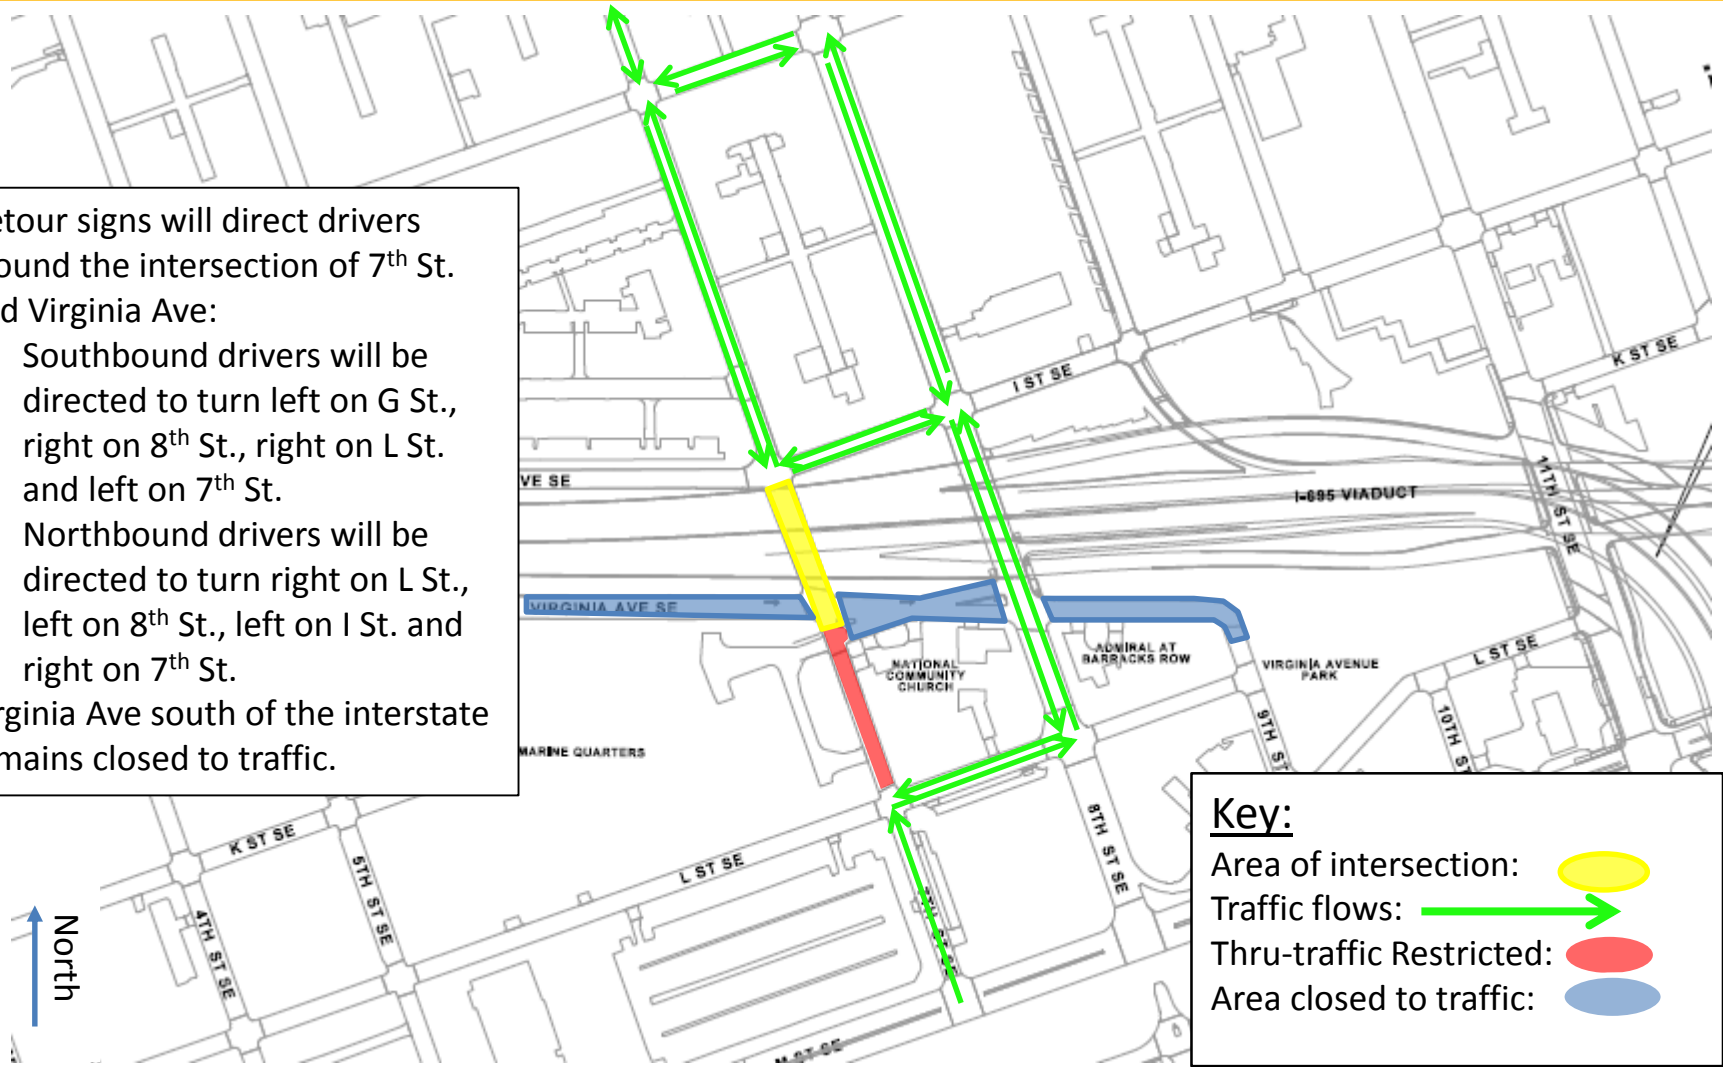 etour signs will direct drivers
ound the intersection of 7th St.
d Virginia Ave:
Southbound drivers will be
directed to turn left on G St.,
right on 8th St., right on L St.
and left on 7th St.
Northbound drivers will be
directed to turn right on L St.,
left on 8th St., left on I St. and
right on 7th St.
rginia Ave south of the interstate
mains closed to traffic.
I ST SE
K ST SE
VE SE
I-695 VIADUCT
11TH ST SE
VIRGINIA AVE SE
NATIONAL
COMMUNITY
CHURCH
ADMIRAL AT
BARRACKS ROW
VIRGINIA AVENUE
PARK
L ST SE
MARINE QUARTERS
9TH ST
10TH ST
K ST SE
5TH ST SE
4TH ST SE
L ST SE
7TH ST SE
8TH ST SE
M ST SE
North
Key:
Area of intersection:
Traffic flows:
Thru-traffic Restricted:
Area closed to traffic: